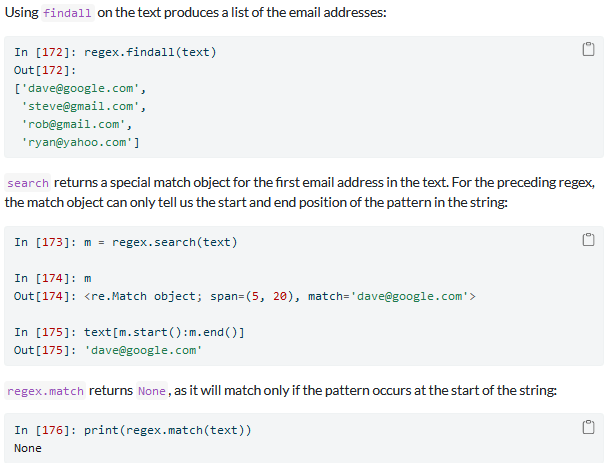 Using findall on the text produces a list of the email addresses:
In [172]: regex.findall(text)
Out[172]:
['dave@google.com',
 'steve@gmail.com',
 'rob@gmail.com',
 'ryan@yahoo.com']
search returns a special match object for the first email address in the text. For the preceding regex,
the match object can only tell us the start and end position of the pattern in the string:
In [173]: m = regex.search(text)
In [174]: m
Out[174]: <re.Match object; span=(5, 20), match='dave@google.com'>
In [175]: text[m.start():m.end()]
Out[175]: 'dave@google.com'
regex.match returns None, as it will match only if the pattern occurs at the start of the string:
In [176]: print(regex.match(text))
None